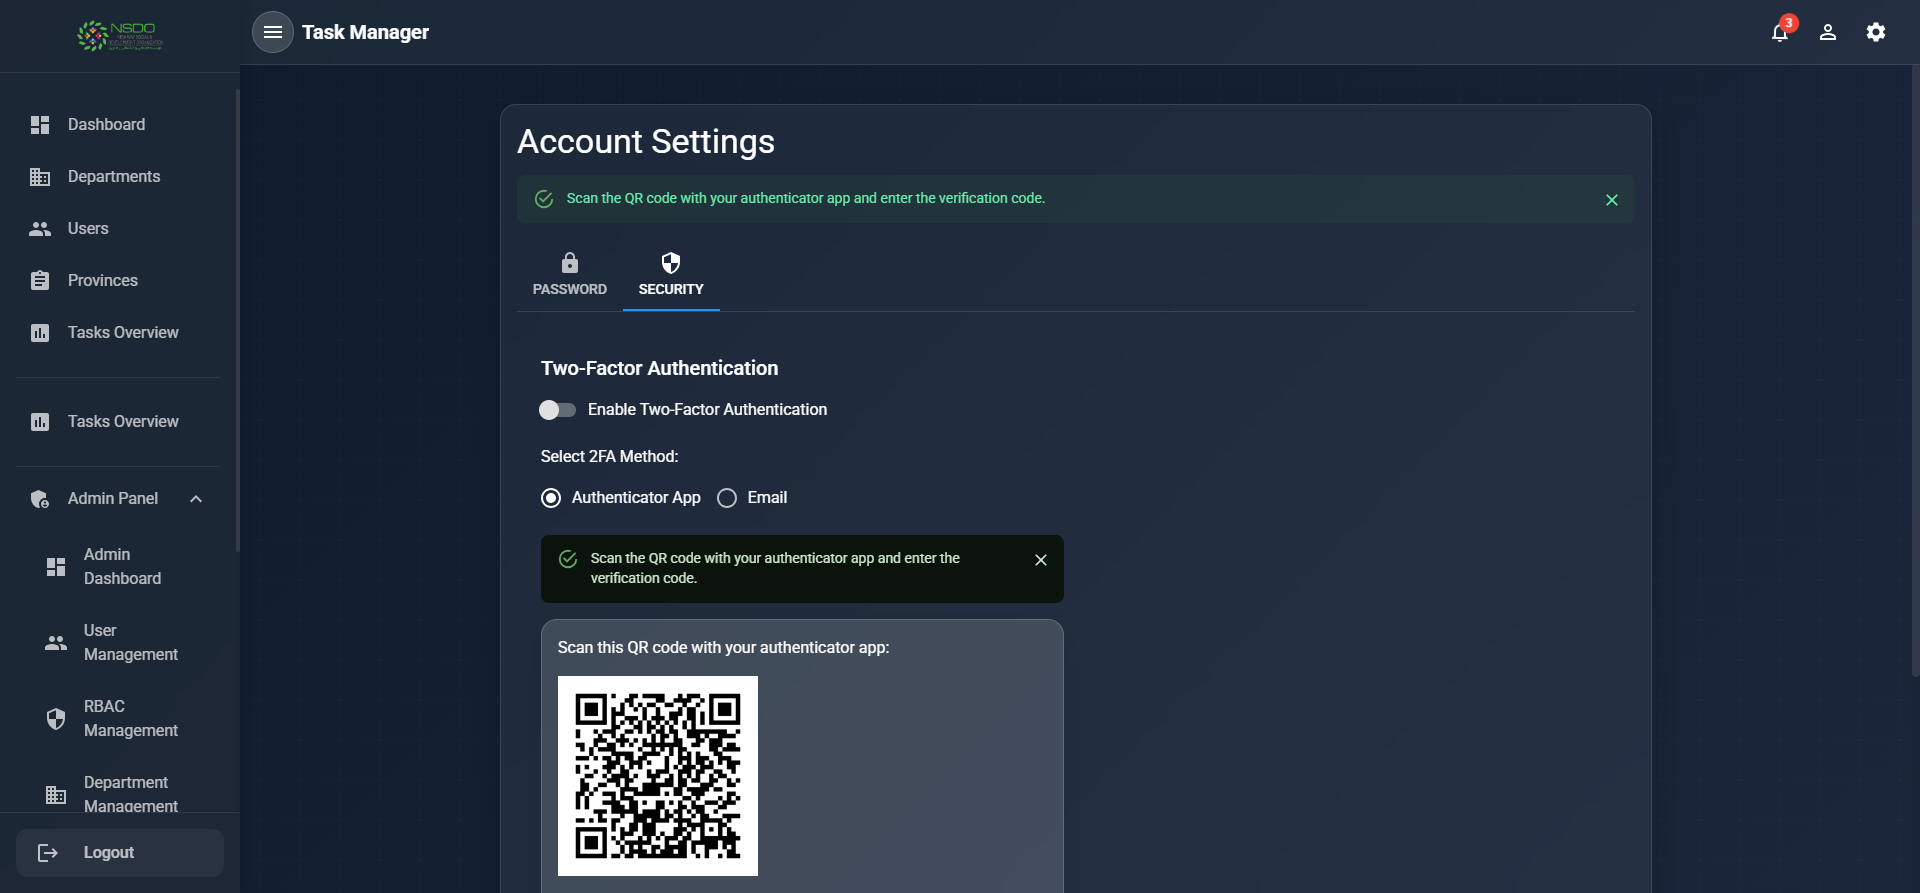 NSDO
Task Manager
3
Dashboard
Departments
Users
Provinces
Tasks Overview
Tasks Overview
Admin Panel
Admin
Dashboard
User
Management
RBAC
Management
Department
Management
Logout
Account Settings
Scan the QR code with your authenticator app and enter the verification code.
PASSWORD
SECURITY
Two-Factor Authentication
Enable Two-Factor Authentication
Select 2FA Method:
Authenticator App
Email
Scan the QR code with your authenticator app and enter the
verification code.
Scan this QR code with your authenticator app: